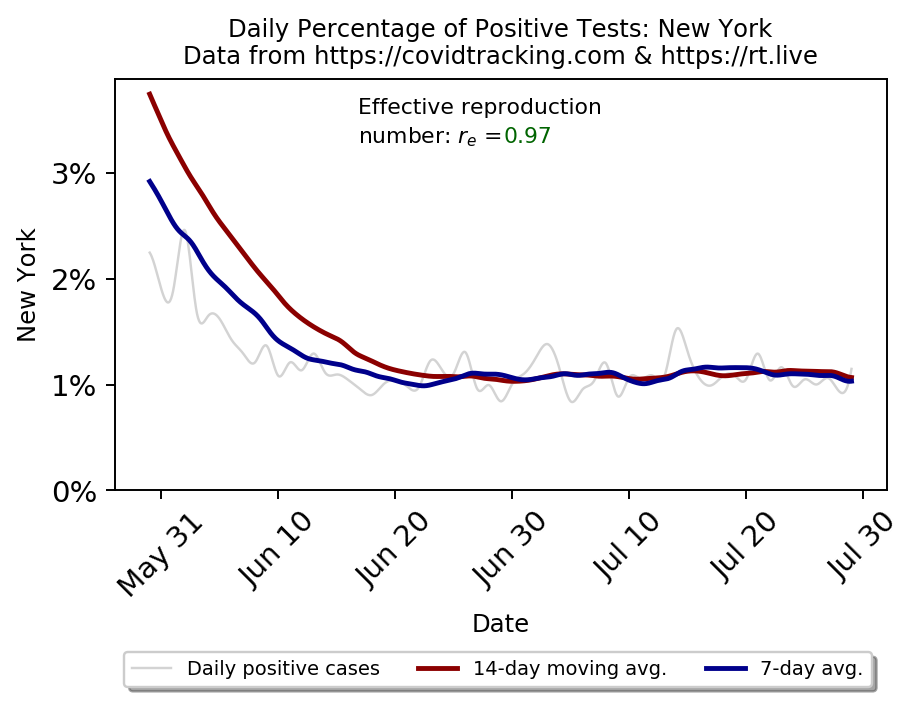 Daily Percentage of Positive Tests: New York
Data from https://covidtracking.com & https://rt.live
Effective reproduction
number: rₑ =0.97
3%
2%
1%
0%
New York
May 31
Jun 10
Jun 20
Jun 30
Jul 10
Jul 20
Jul 30
Date
Daily positive cases
14-day moving avg.
7-day avg.